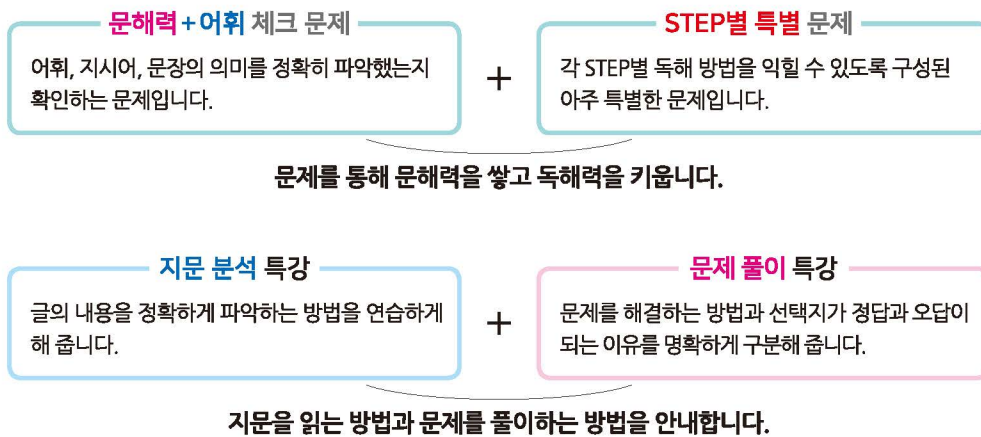 문해력+어휘 체크 문제
어휘, 지시어, 문장의 의미를 정확히 파악했는지
확인하는 문제입니다.
+
STEP별 특별 문제
각 STEP별 독해 방법을 익힐 수 있도록 구성된
아주 특별한 문제입니다.
문제를 통해 문해력을 쌓고 독해력을 키웁니다.
지문 분석 특강
글의 내용을 정확하게 파악하는 방법을 연습하게
해 줍니다.
+
문제 풀이 특강
문제를 해결하는 방법과 선택지가 정답과 오답이
되는 이유를 명확하게 구분해 줍니다.
지문을 읽는 방법과 문제를 풀이하는 방법을 안내합니다.